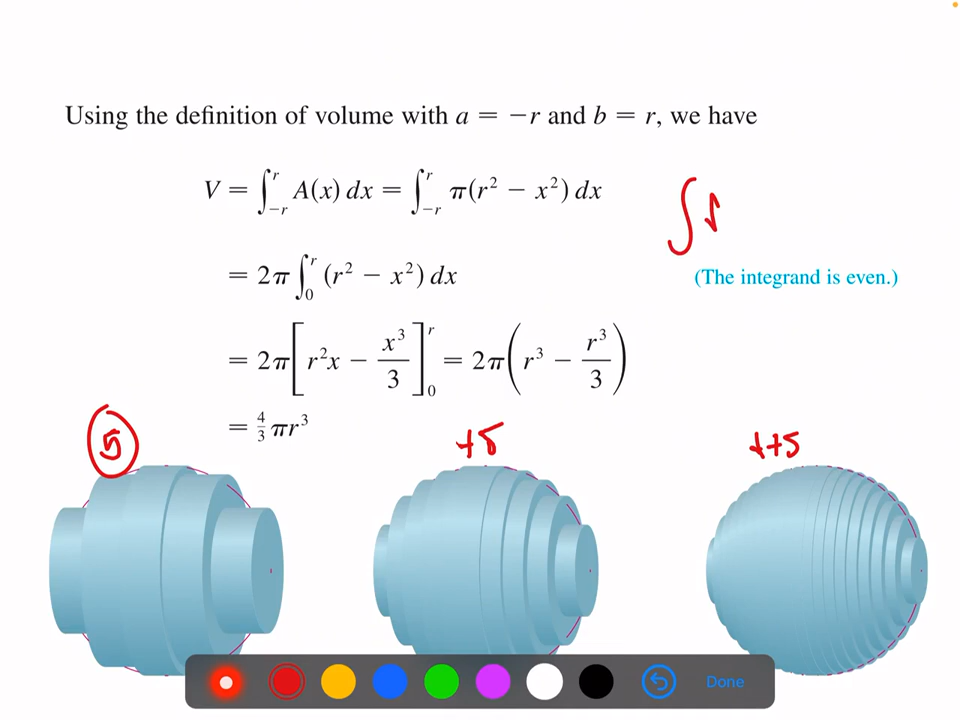 Using the definition of volume with a = −r and b = r, we have
V = ∫_{−r}^{r} A(x) dx = ∫_{−r}^{r} π(r² − x²) dx
= 2π ∫_{0}^{r} (r² − x²) dx
(The integrand is even.)
= 2π[r²x − x³/3]_{0}^{r} = 2π(r³ − r³/3)
= 4/3 πr³
5
Done